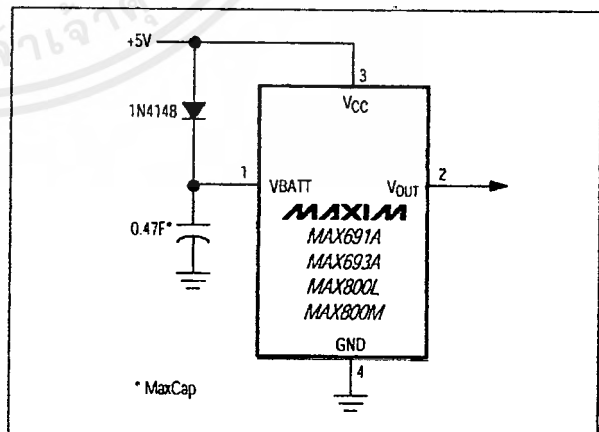 +5V
3
VCC
1N4148
1
VBATT
VOUT
2
0.47F*
MAXIM
MAX691A
MAX693A
MAX800L
MAX800M
GND
4
* MaxCap